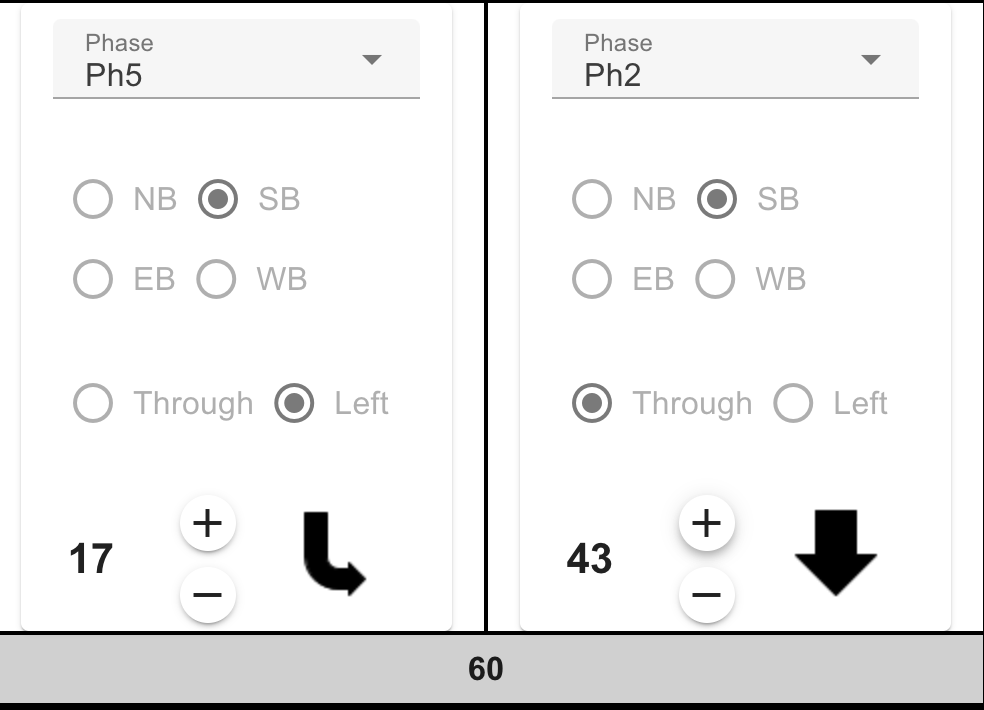 Phase
Ph5
NB SB
EB WB
Through Left
17
Phase
Ph2
NB SB
EB WB
Through Left
43
60